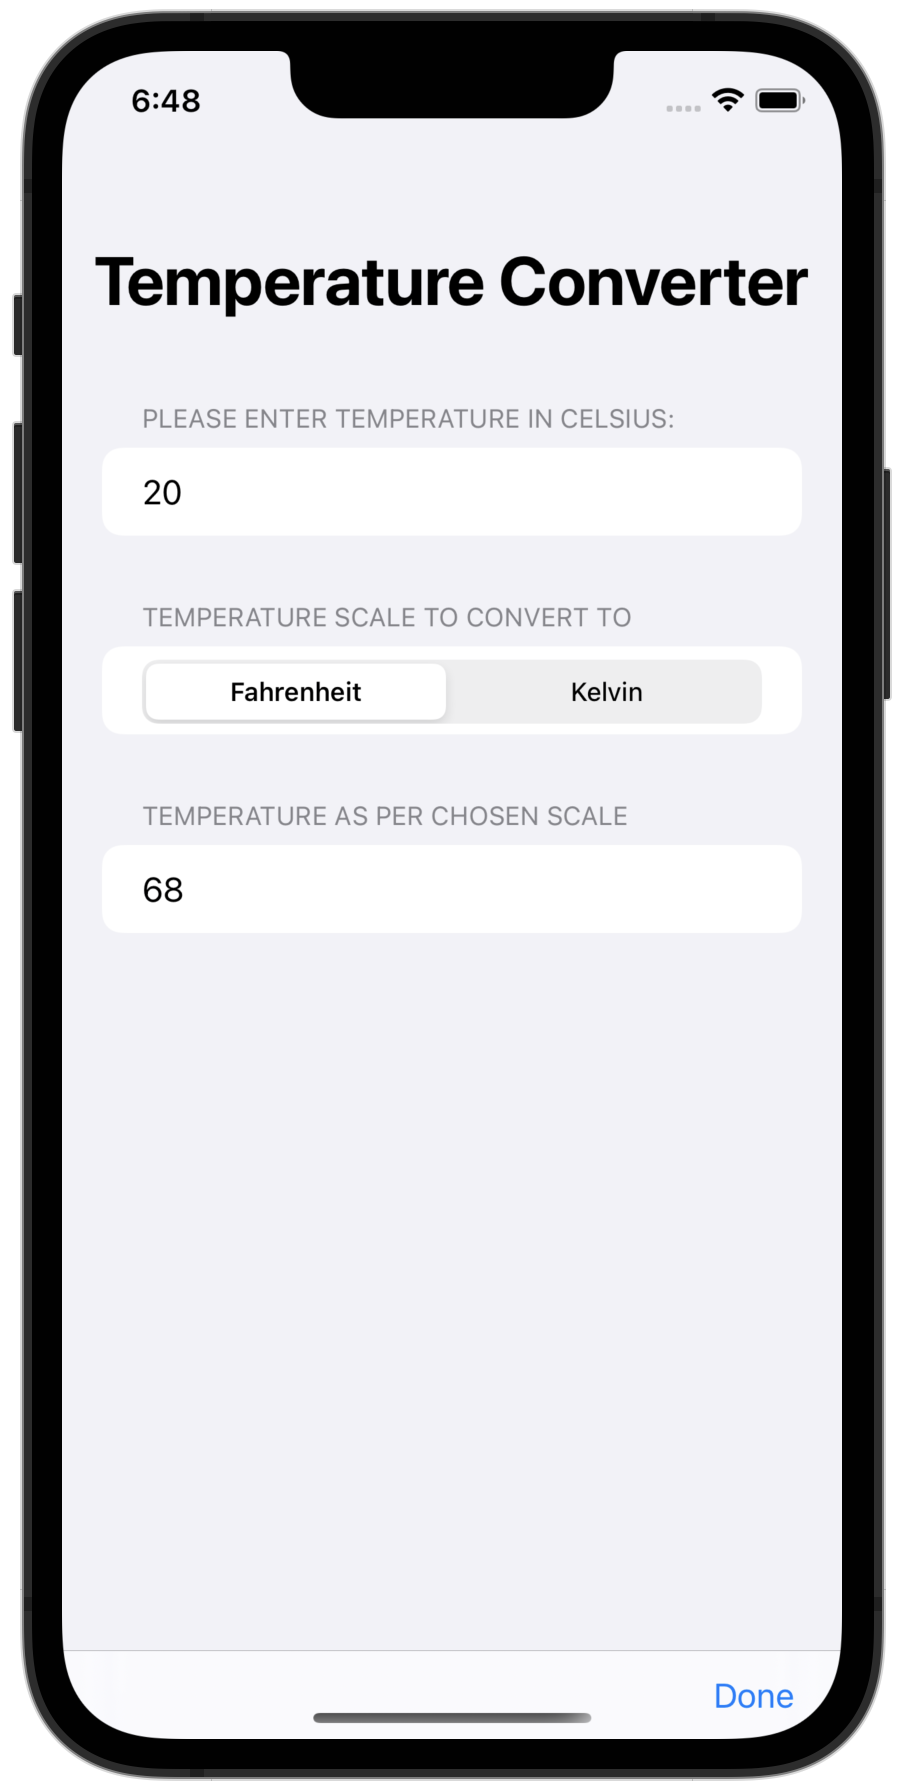 6:48
Temperature Converter
PLEASE ENTER TEMPERATURE IN CELSIUS:
20
TEMPERATURE SCALE TO CONVERT TO
Fahrenheit Kelvin
TEMPERATURE AS PER CHOSEN SCALE
68
Done